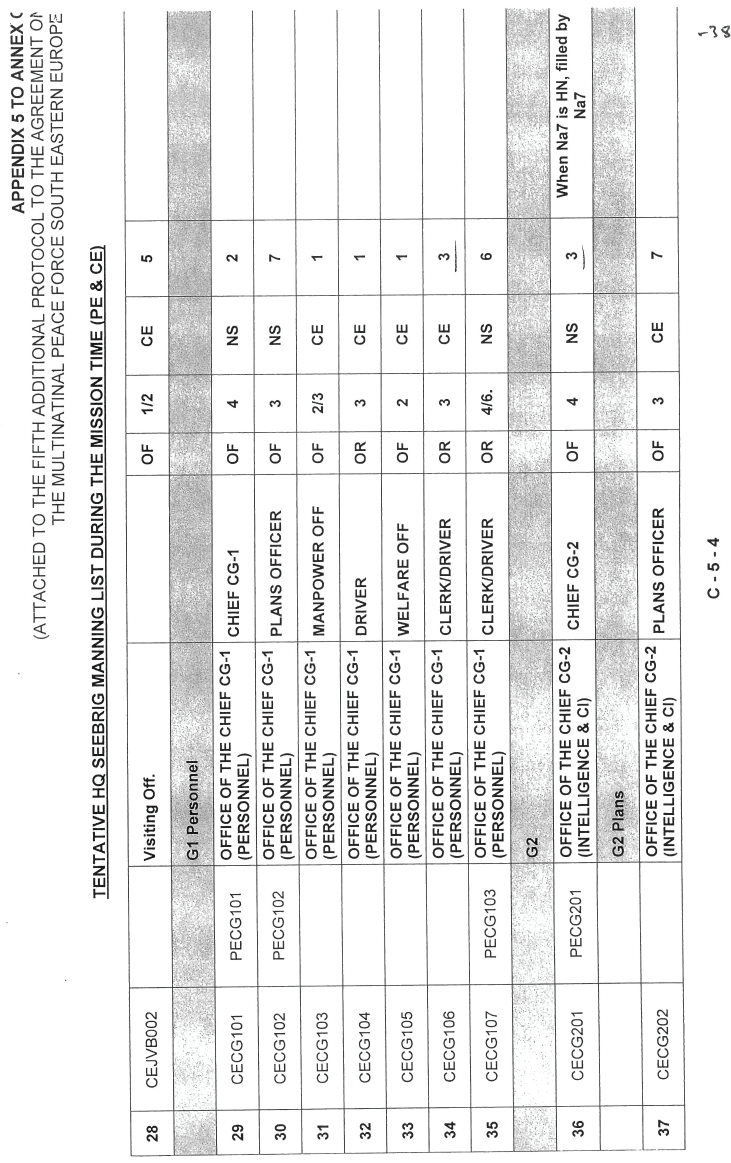 APPENDIX 5 TO ANNEX C
(ATTACHED TO THE FIFTH ADDITIONAL PROTOCOL TO THE AGREEMENT ON
THE MULTINATINAL PEACE FORCE SOUTH EASTERN EUROPE
TENTATIVE HQ SEEBRIG MANNING LIST DURING THE MISSION TIME (PE & CE)
28 CEJVB002 Visiting Off. OF 1/2 CE 5
G1 Personnel
29 CECG101 PECG101 OFFICE OF THE CHIEF CG-1 CHIEF CG-1 OF 4 NS 2
(PERSONNEL)
30 CECG102 PECG102 OFFICE OF THE CHIEF CG-1 PLANS OFFICER OF 3 NS 7
(PERSONNEL)
31 CECG103 OFFICE OF THE CHIEF CG-1 MANPOWER OFF OF 2/3 CE 1
(PERSONNEL)
32 CECG104 OFFICE OF THE CHIEF CG-1 DRIVER OR 3 CE 1
(PERSONNEL)
33 CECG105 OFFICE OF THE CHIEF CG-1 WELFARE OFF OF 2 CE 1
(PERSONNEL)
34 CECG106 OFFICE OF THE CHIEF CG-1 CLERK/DRIVER OR 3 CE 3
(PERSONNEL)
35 CECG107 PECG103 OFFICE OF THE CHIEF CG-1 CLERK/DRIVER OR 4/6. NS 6
(PERSONNEL)
G2
36 CECG201 PECG201 OFFICE OF THE CHIEF CG-2 CHIEF CG-2 OF 4 NS 3 When Na7 is HN, filled by
(INTELLIGENCE & CI) Na7
G2 Plans
37 CECG202 OFFICE OF THE CHIEF CG-2 PLANS OFFICER OF 3 CE 7
(INTELLIGENCE & CI)
C - 5 - 4
-38